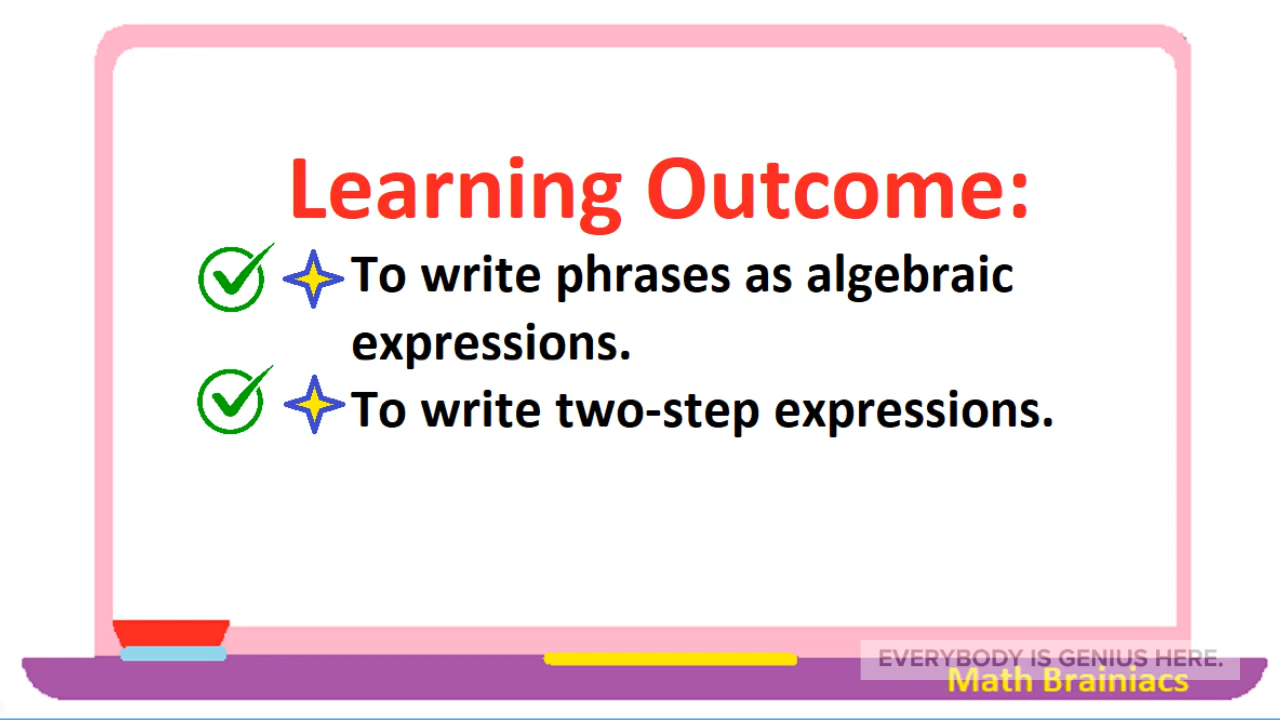 Learning Outcome:
To write phrases as algebraic
expressions.
To write two-step expressions.
EVERYBODY IS GENIUS HERE.
Math Brainiacs